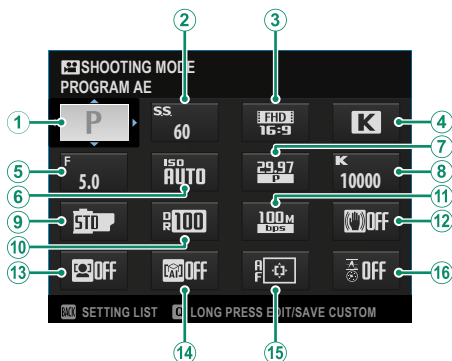 2
3
SHOOTING MODE
PROGRAM AE
1
P
S.S.
60
FHD
16:9
K
4
5
F
5.0
6
ISO
AUTO
7
29.97
P
8
K
10000
9
STD
10
DR 100
11
100M
bps
12
OFF
13
OFF
14
OFF
15
AF
16
OFF
BACK SETTING LIST Q LONG PRESS EDIT/SAVE CUSTOM